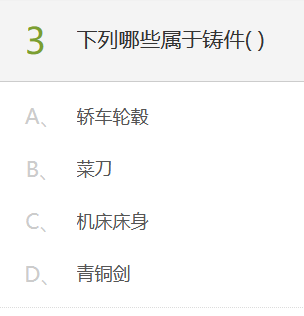 3 下列哪些属于铸件( )
A、 轿车轮毂
B、 菜刀
C、 机床床身
D、 青铜剑